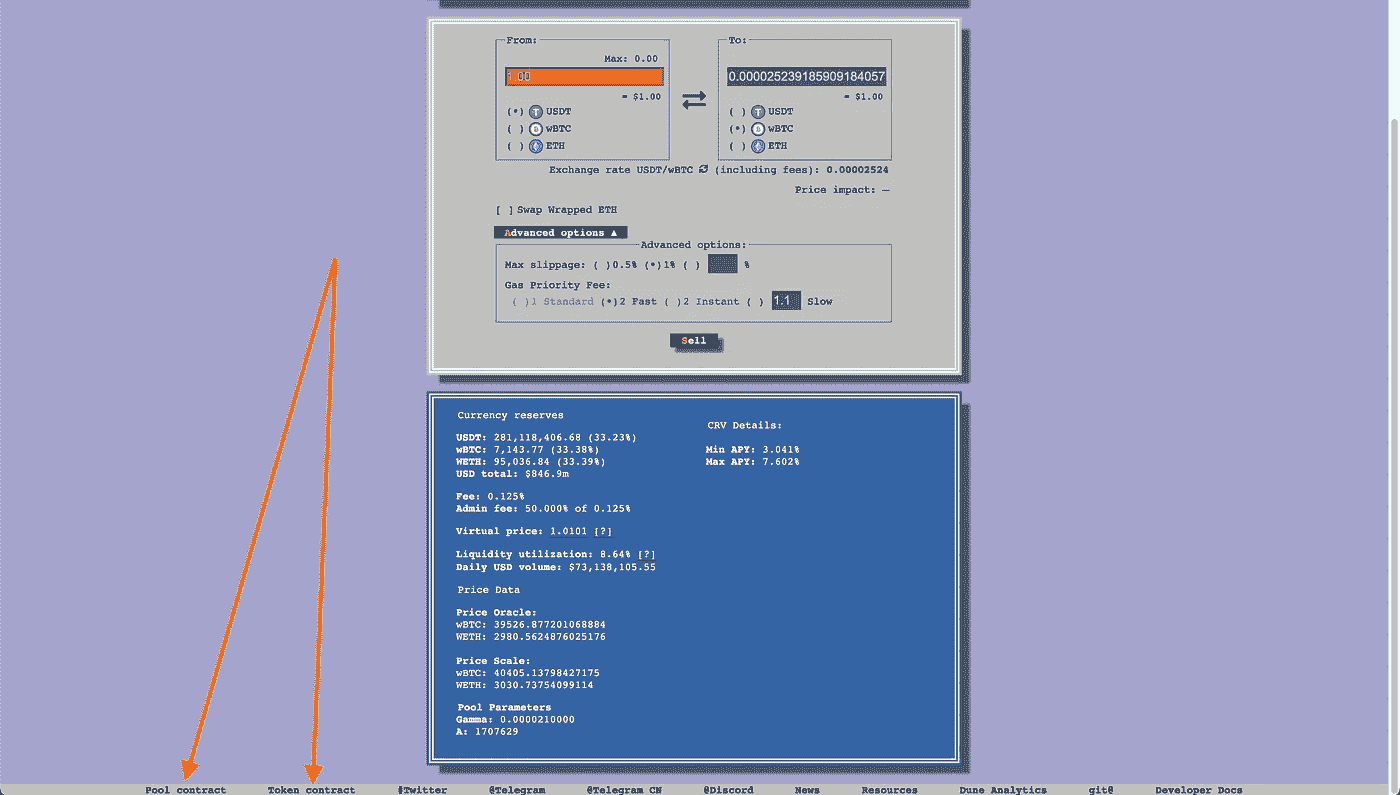 From:
Max: 0.00
1.00
= $1.00
(•) USDT
( ) wBTC
( ) ETH
To:
0.00002523918590918​4057
= $1.00
( ) USDT
(•) wBTC
( ) ETH
Exchange rate USDT/wBTC (including fees): 0.00002524
Price impact: —
[ ] Swap Wrapped ETH
Advanced options ▲
Advanced options:
Max slippage: ( )0.5% (•)1% ( ) %
Gas Priority Fee:
( )1 Standard (•)2 Fast ( )2 Instant ( ) 1.1 Slow
Sell
Currency reserves
USDT: 281,118,406.68 (33.23%)
wBTC: 7,143.77 (33.38%)
WETH: 95,036.84 (33.39%)
USD total: $846.9m
Fee: 0.125%
Admin fee: 50.000% of 0.125%
Virtual price: 1.0101 [?]
Liquidity utilization: 8.64% [?]
Daily USD volume: $73,138,105.55
Price Data
Price Oracle:
wBTC: 39526.877201068884
WETH: 2980.5624876025176
Price Scale:
wBTC: 40405.13798427175
WETH: 3030.73754099114
Pool Parameters
Gamma: 0.0000210000
A: 1707629
CRV Details:
Min APY: 3.041%
Max APY: 7.602%
Pool contract Token contract #Twitter @Telegram @Telegram CN @Discord News Resources Dune Analytics git@ Developer Docs